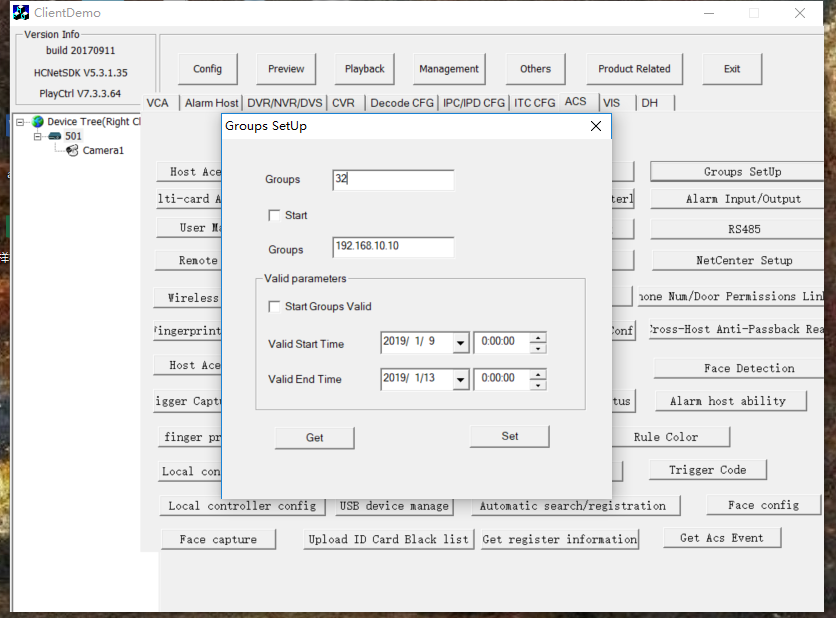 ClientDemo
Version Info
build 20170911
HCNetSDK V5.3.1.35
PlayCtrl V7.3.3.64
Config Preview Playback Management Others Product Related Exit
VCA Alarm Host DVR/NVR/DVS CVR Decode CFG IPC/IPD CFG ITC CFG ACS VIS DH
Device Tree(Right Cl
501
Camera1
Groups SetUp
Groups 32
Start
Groups 192.168.10.10
Valid parameters
Start Groups Valid
Valid Start Time 2019/ 1/ 9 0:00:00
Valid End Time 2019/ 1/13 0:00:00
Get Set
Host Ace Groups SetUp
lti-card A terl Alarm Input/Output
User Ma RS485
Remote NetCenter Setup
Wireless one Num/Door Permissions Link
ingerprint Conf ross-Host Anti-Passback Rea
Host Ace Face Detection
igger Captu tus Alarm host ability
finger pr Rule Color
Local con Trigger Code
Local controller config USB device manage Automatic search/registration Face config
Face capture Upload ID Card Black list Get register information Get Acs Event